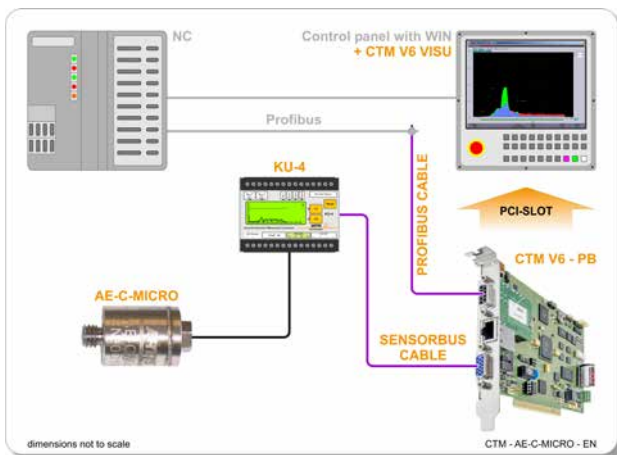 NC
Control panel with WIN
+ CTM V6 VISU
Profibus
KU-4
PROFIBUS CABLE
PCI-SLOT
CTM V6 - PB
AE-C-MICRO
SENSORBUS
CABLE
dimensions not to scale
CTM - AE-C-MICRO - EN